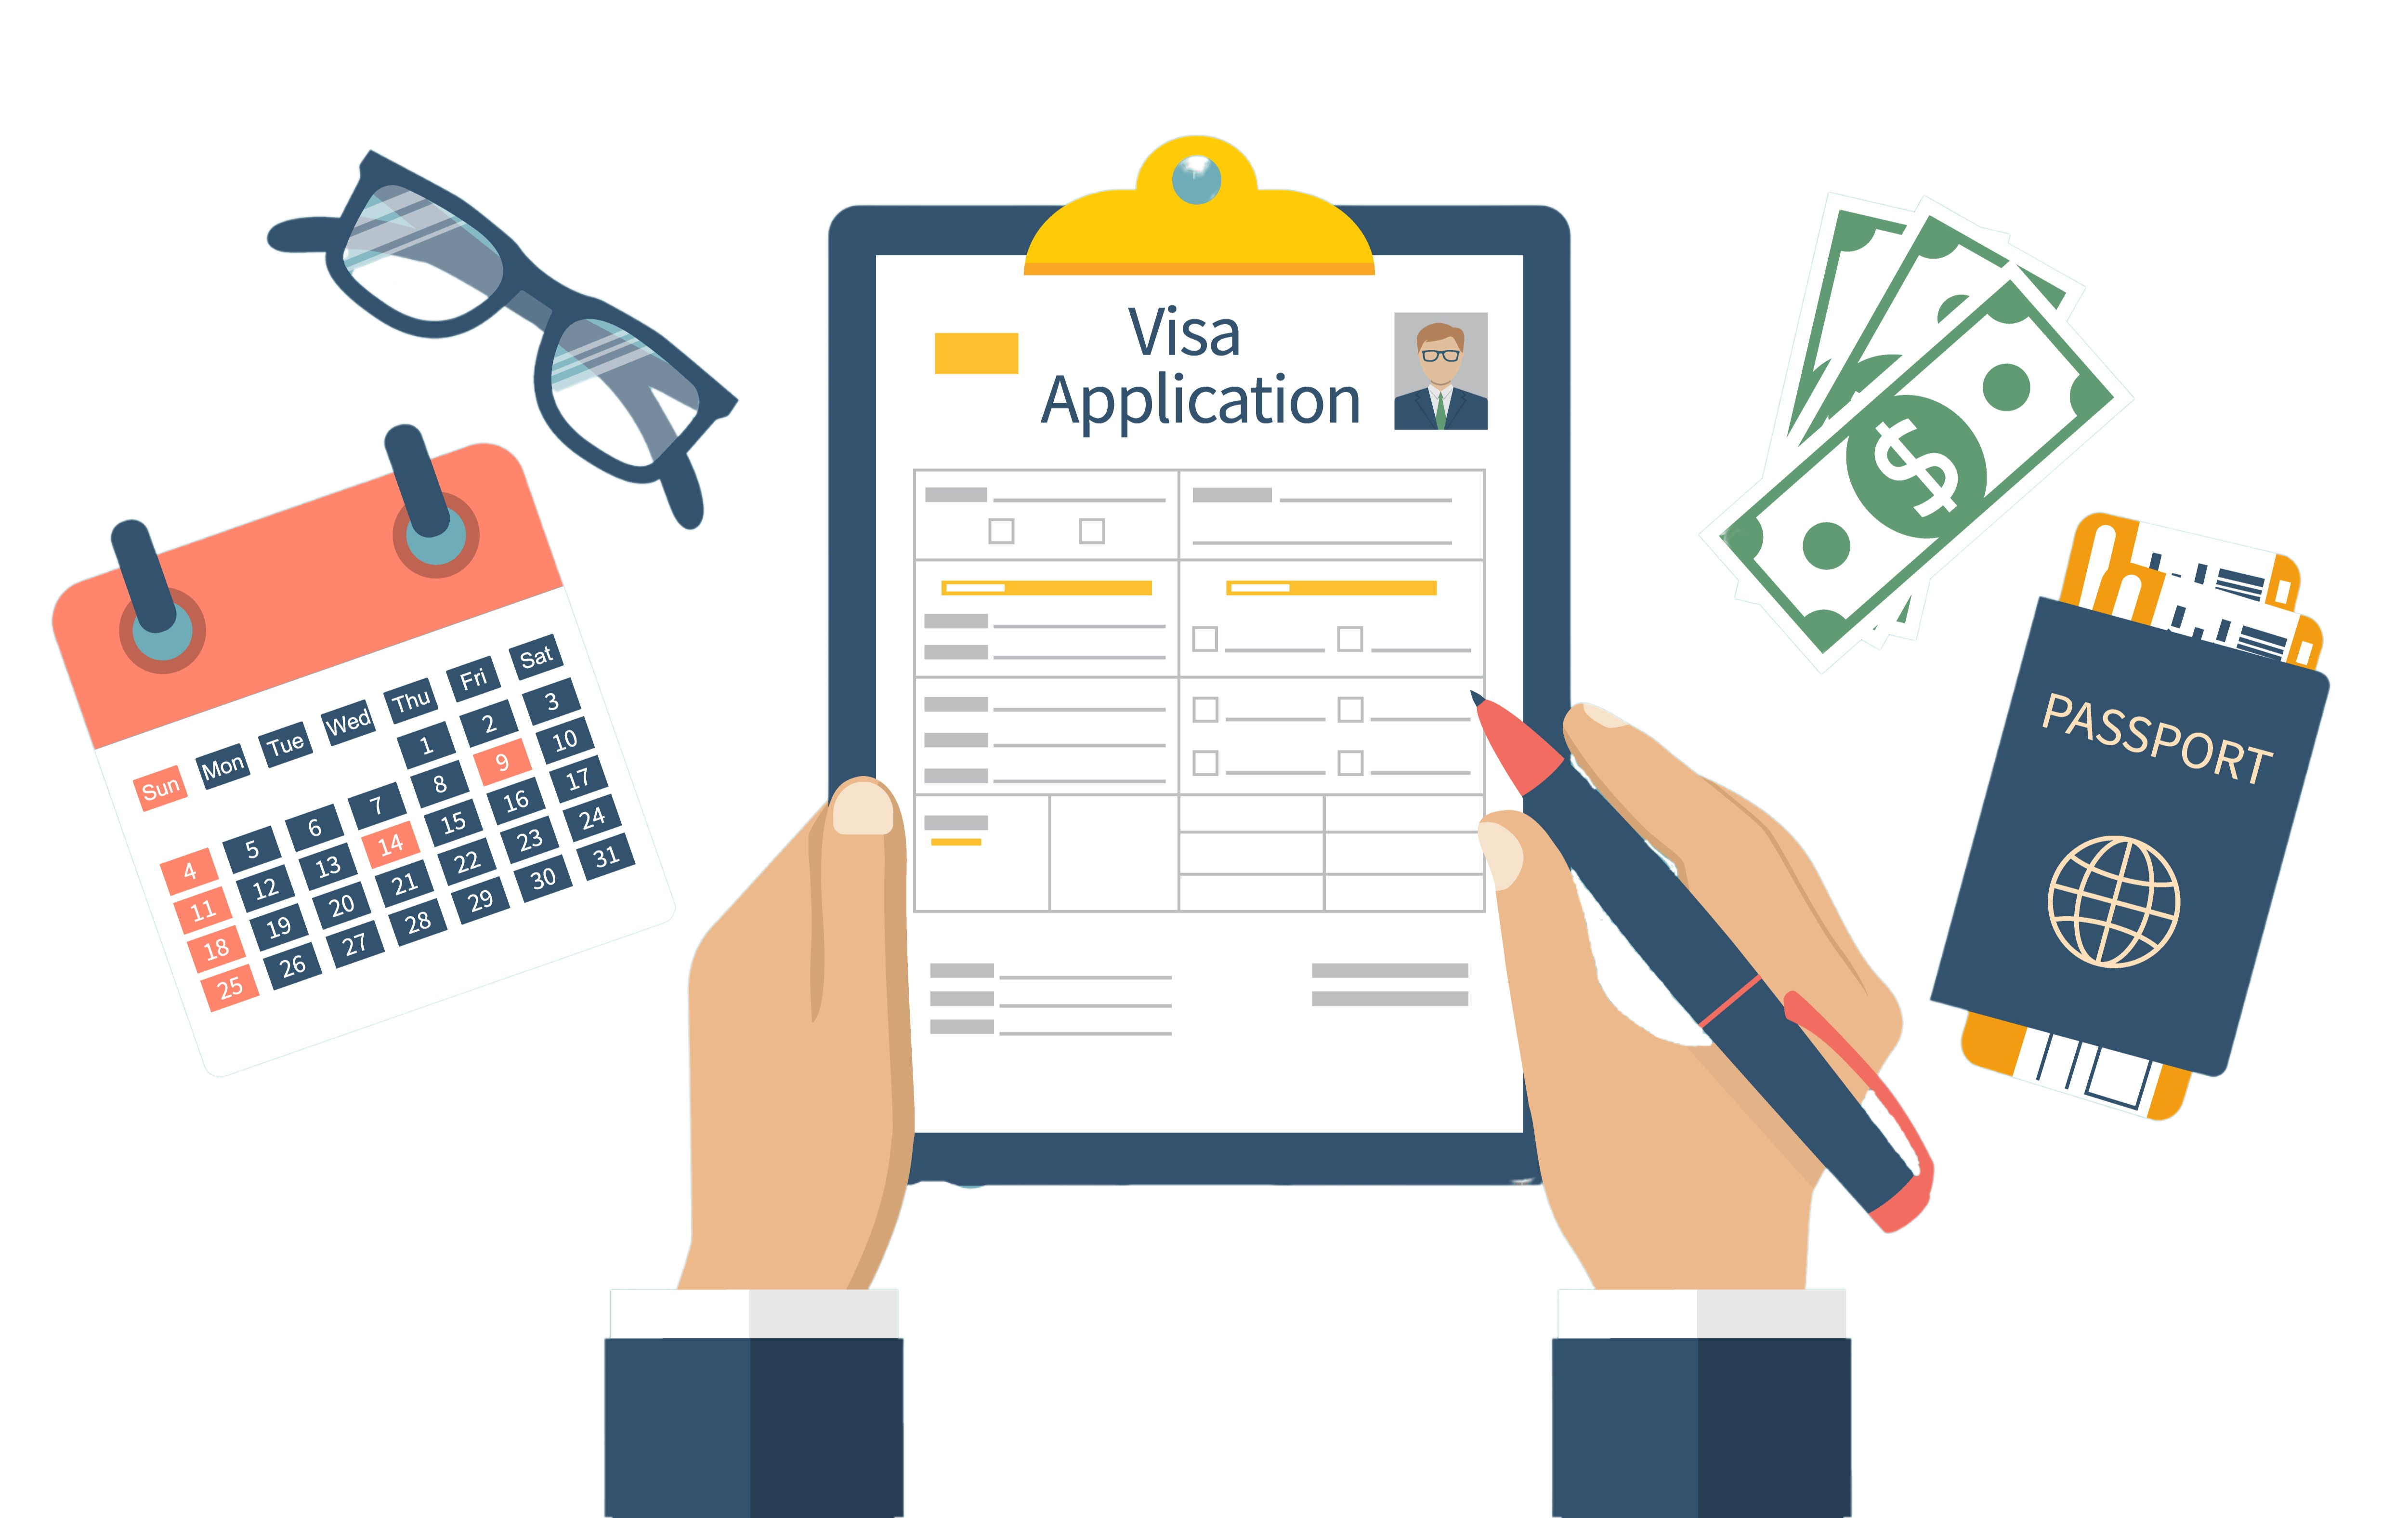 Visa
Application
$
Sun Mon Tue Wed Thu Fri Sat
1 2 3
4 5 6 7 8 9 10
11 12 13 14 15 16 17
18 19 20 21 22 23 24
25 26 27 28 29 30 31
PASSPORT